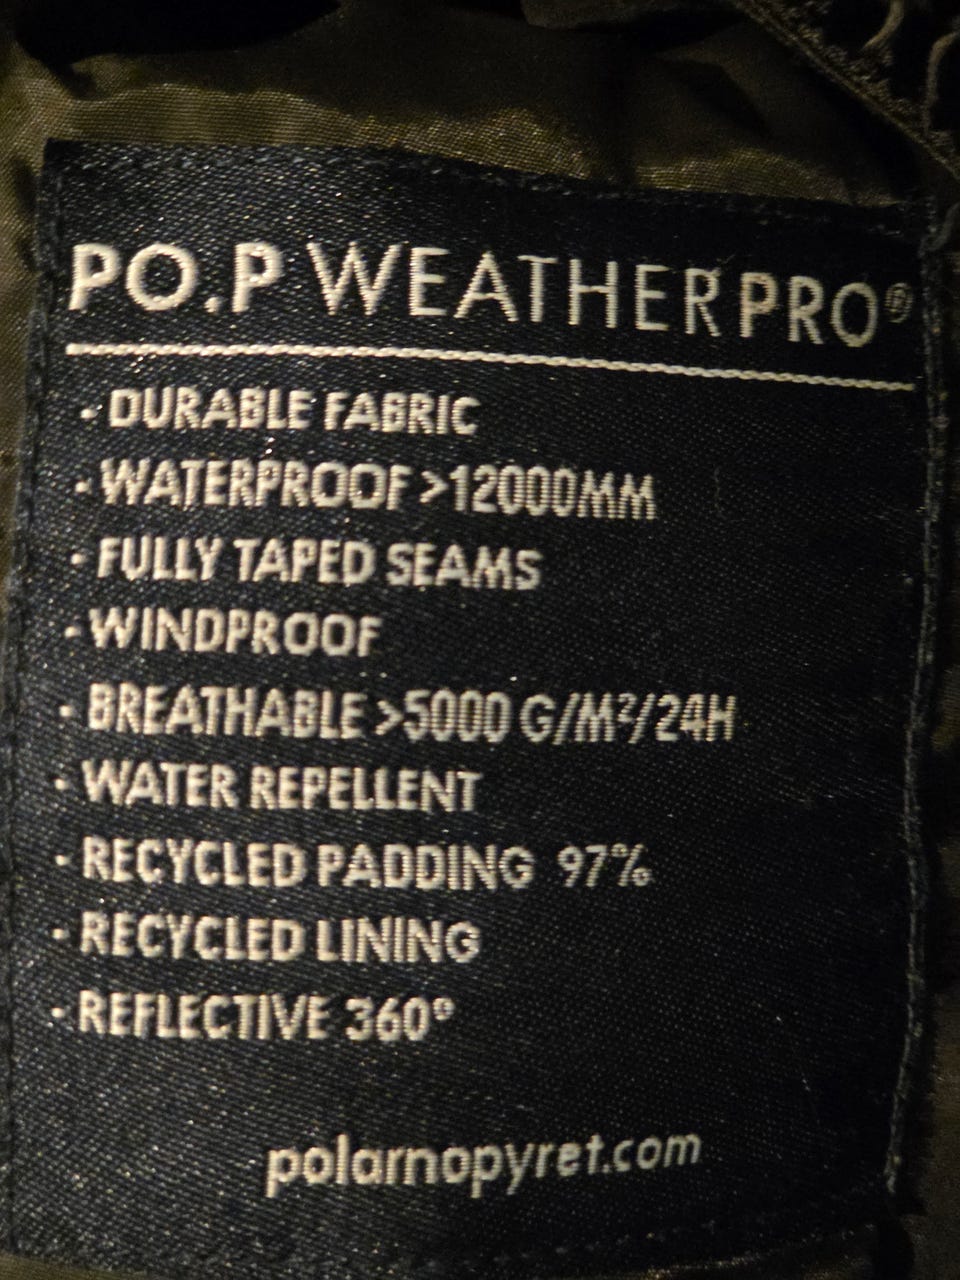 PO.P WEATHERPRO®
- DURABLE FABRIC
- WATERPROOF >12000MM
- FULLY TAPED SEAMS
- WINDPROOF
- BREATHABLE >5000 G/M²/24H
- WATER REPELLENT
- RECYCLED PADDING 97%
- RECYCLED LINING
- REFLECTIVE 360°
polarnopyret.com